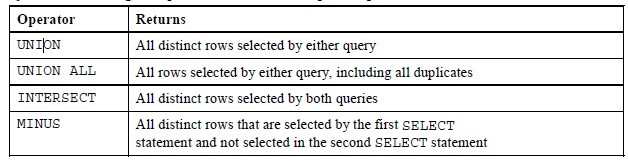 Operator Returns
UNION All distinct rows selected by either query
UNION ALL All rows selected by either query, including all duplicates
INTERSECT All distinct rows selected by both queries
MINUS All distinct rows that are selected by the first SELECT
statement and not selected in the second SELECT statement